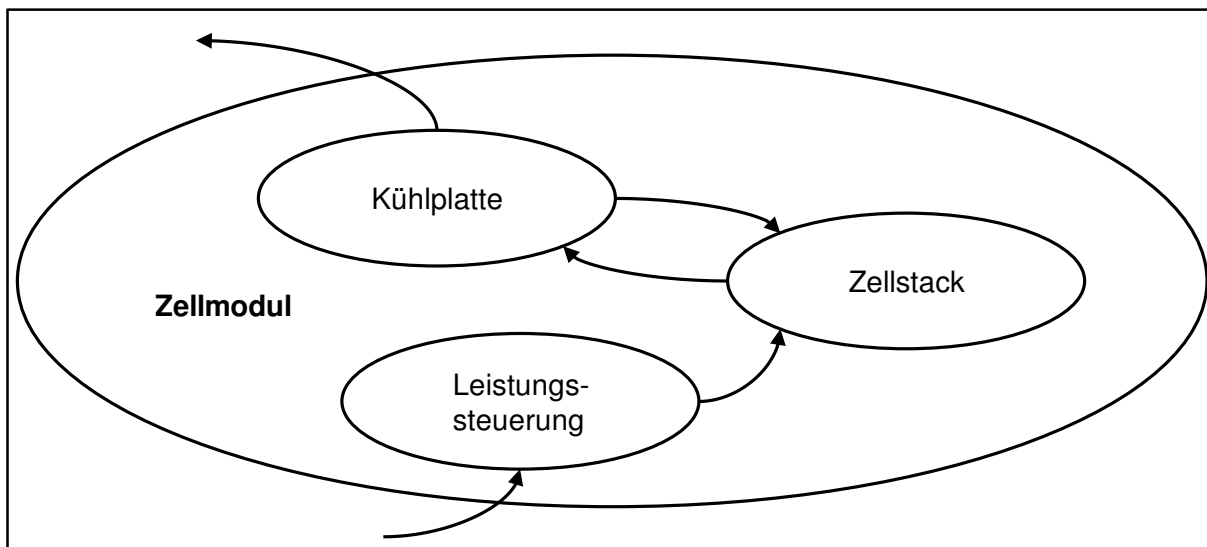 Kühlplatte
Zellstack
Zellmodul
Leistungs-
steuerung